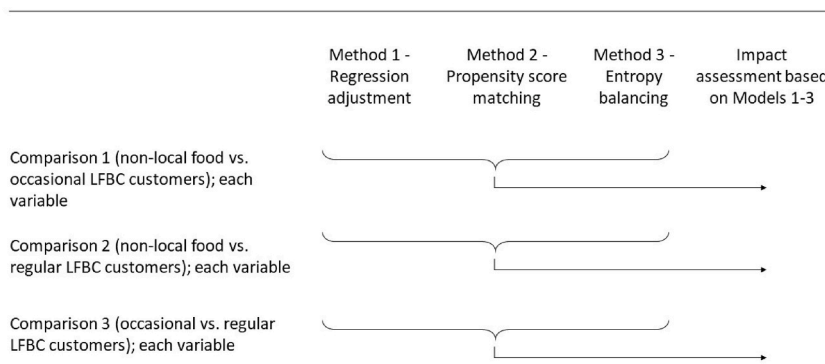 Method 1 -
Regression
adjustment
Method 2 -
Propensity score
matching
Method 3 -
Entropy
balancing
Impact
assessment based
on Models 1-3
Comparison 1 (non-local food vs.
occasional LFBC customers); each
variable
Comparison 2 (non-local food vs.
regular LFBC customers); each variable
Comparison 3 (occasional vs. regular
LFBC customers); each variable